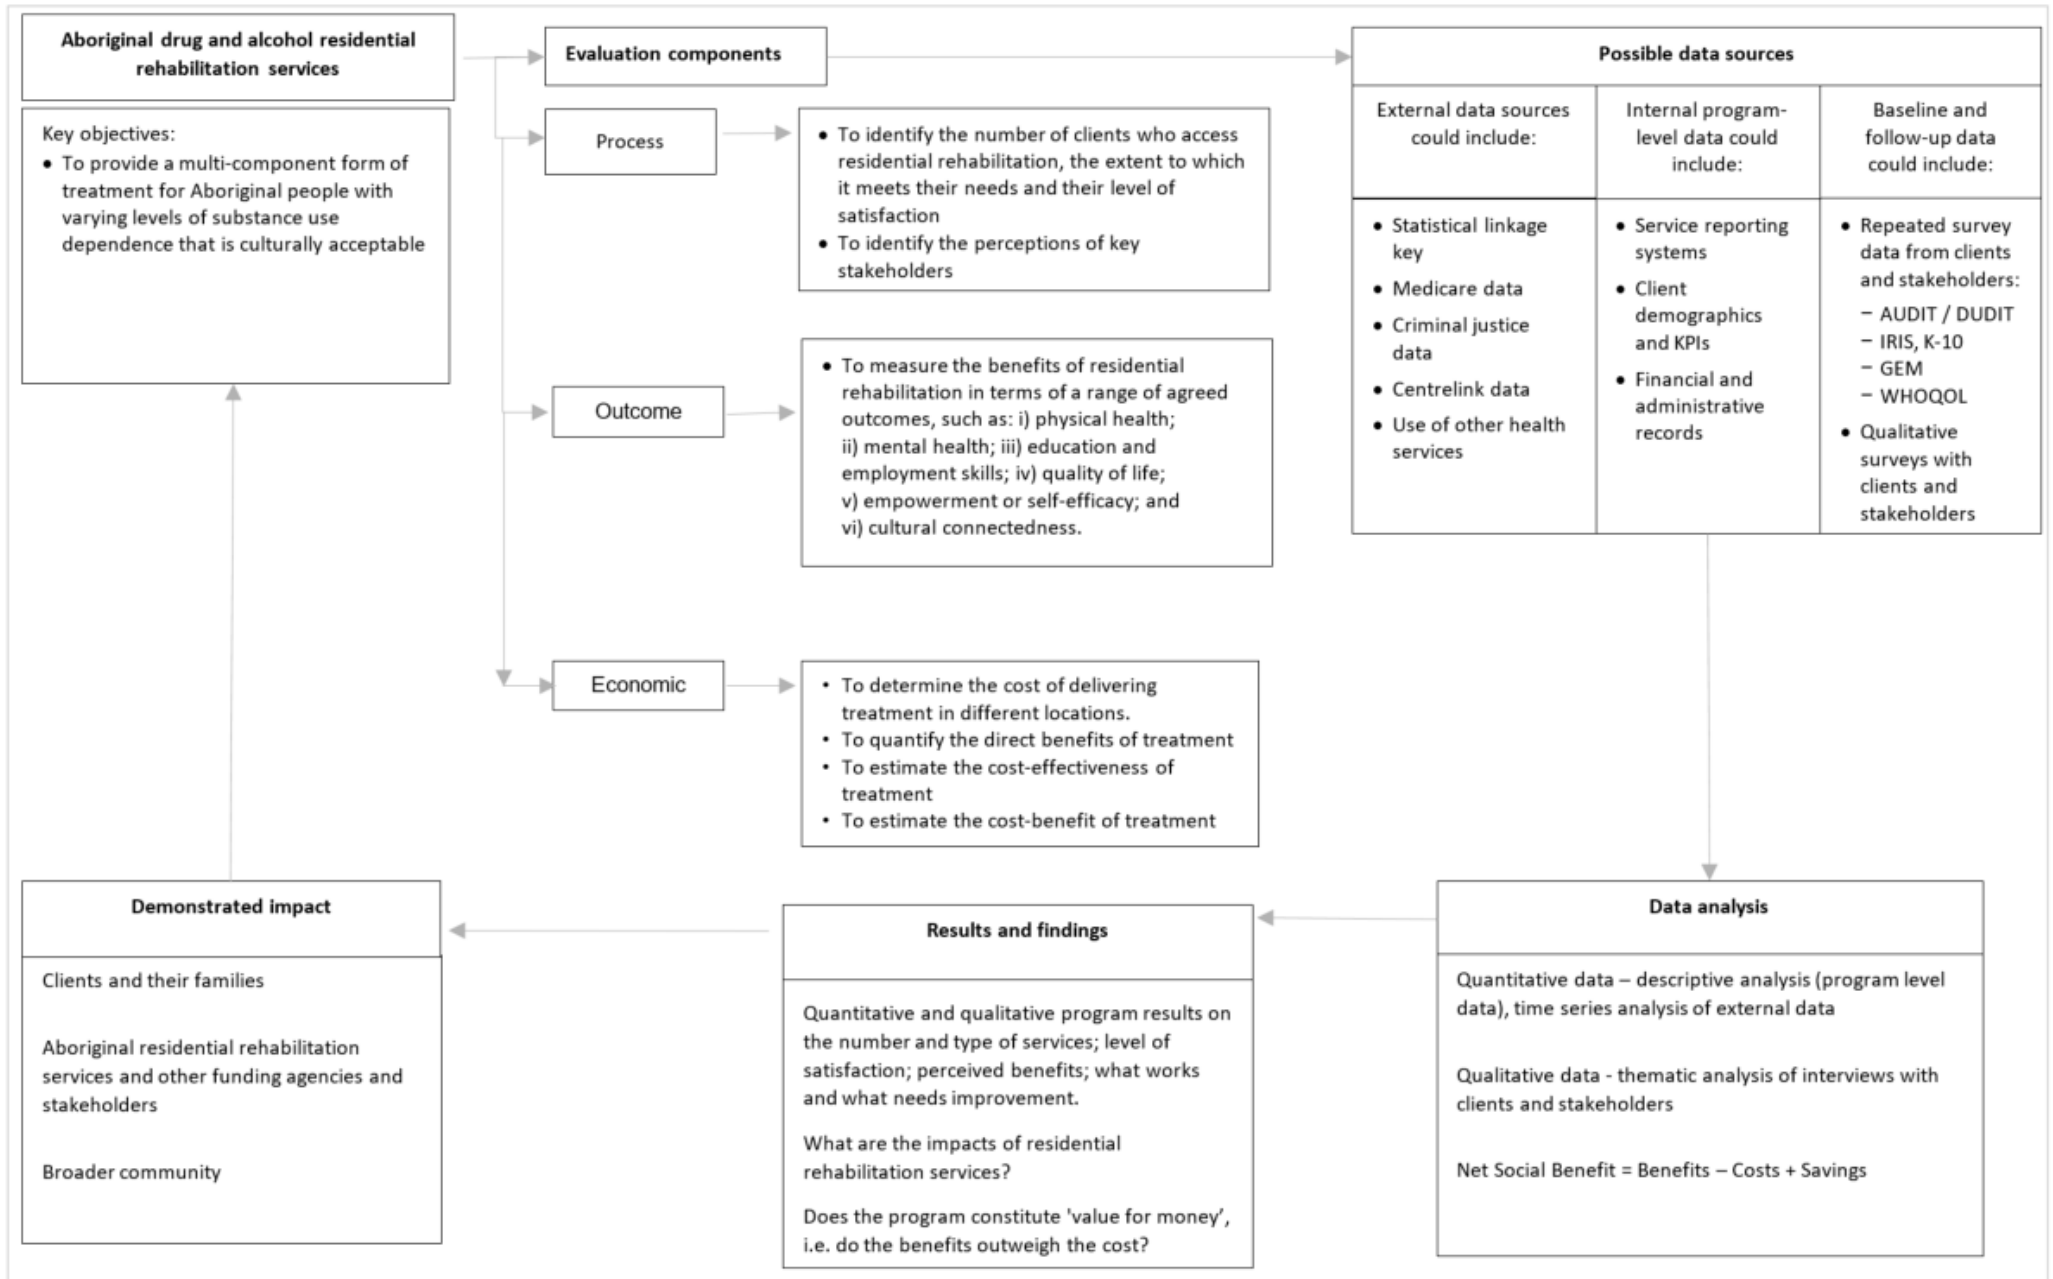 Aboriginal drug and alcohol residential
rehabilitation services
Key objectives:
• To provide a multi-component form of
treatment for Aboriginal people with
varying levels of substance use
dependence that is culturally acceptable
Evaluation components
Process
• To identify the number of clients who access
residential rehabilitation, the extent to which
it meets their needs and their level of
satisfaction
• To identify the perceptions of key
stakeholders
Outcome
• To measure the benefits of residential
rehabilitation in terms of a range of agreed
outcomes, such as: i) physical health;
ii) mental health; iii) education and
employment skills; iv) quality of life;
v) empowerment or self-efficacy; and
vi) cultural connectedness.
Economic
• To determine the cost of delivering
treatment in different locations.
• To quantify the direct benefits of treatment
• To estimate the cost-effectiveness of
treatment
• To estimate the cost-benefit of treatment
Possible data sources
External data sources
could include:
• Statistical linkage
key
• Medicare data
• Criminal justice
data
• Centrelink data
• Use of other health
services
Internal program-
level data could
include:
• Service reporting
systems
• Client
demographics
and KPIs
• Financial and
administrative
records
Baseline and
follow-up data
could include:
• Repeated survey
data from clients
and stakeholders:
– AUDIT / DUDIT
– IRIS, K-10
– GEM
– WHOQOL
• Qualitative
surveys with
clients and
stakeholders
Data analysis
Quantitative data – descriptive analysis (program level
data), time series analysis of external data
Qualitative data - thematic analysis of interviews with
clients and stakeholders
Net Social Benefit = Benefits – Costs + Savings
Results and findings
Quantitative and qualitative program results on
the number and type of services; level of
satisfaction; perceived benefits; what works
and what needs improvement.
What are the impacts of residential
rehabilitation services?
Does the program constitute 'value for money’,
i.e. do the benefits outweigh the cost?
Demonstrated impact
Clients and their families
Aboriginal residential rehabilitation
services and other funding agencies and
stakeholders
Broader community